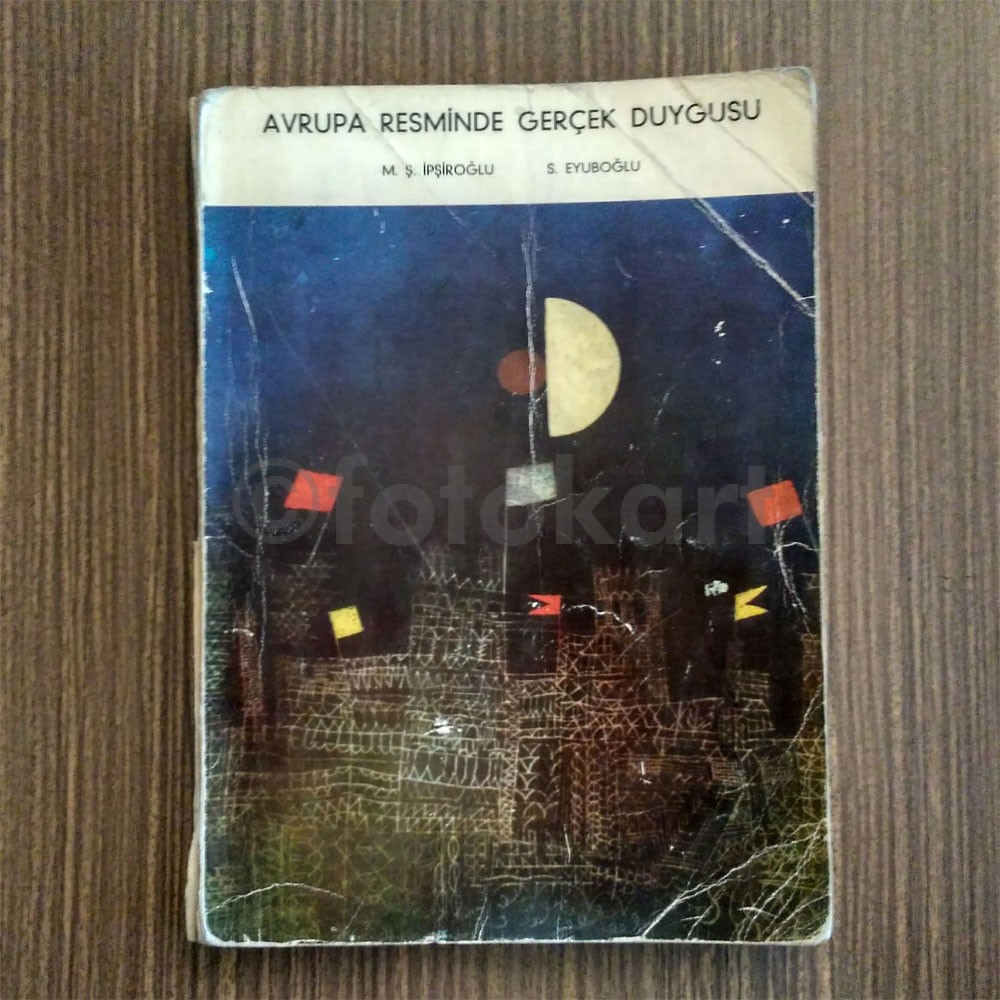 AVRUPA RESMİNDE GERÇEK DUYGUSU
M. Ş. İPŞİROĞLU S. EYUBOĞLU
©fotokart